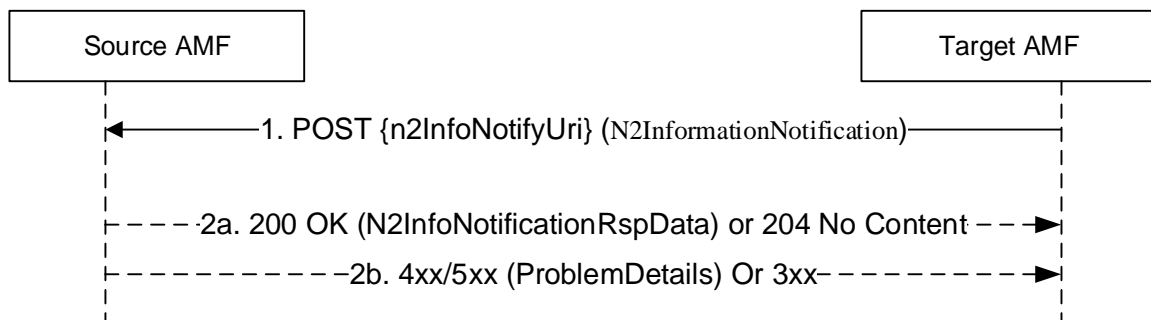 Source AMF
Target AMF
1. POST {n2InfoNotifyUri} (N2InformationNotification)
2a. 200 OK (N2InfoNotificationRspData) or 204 No Content
2b. 4xx/5xx (ProblemDetails) Or 3xx